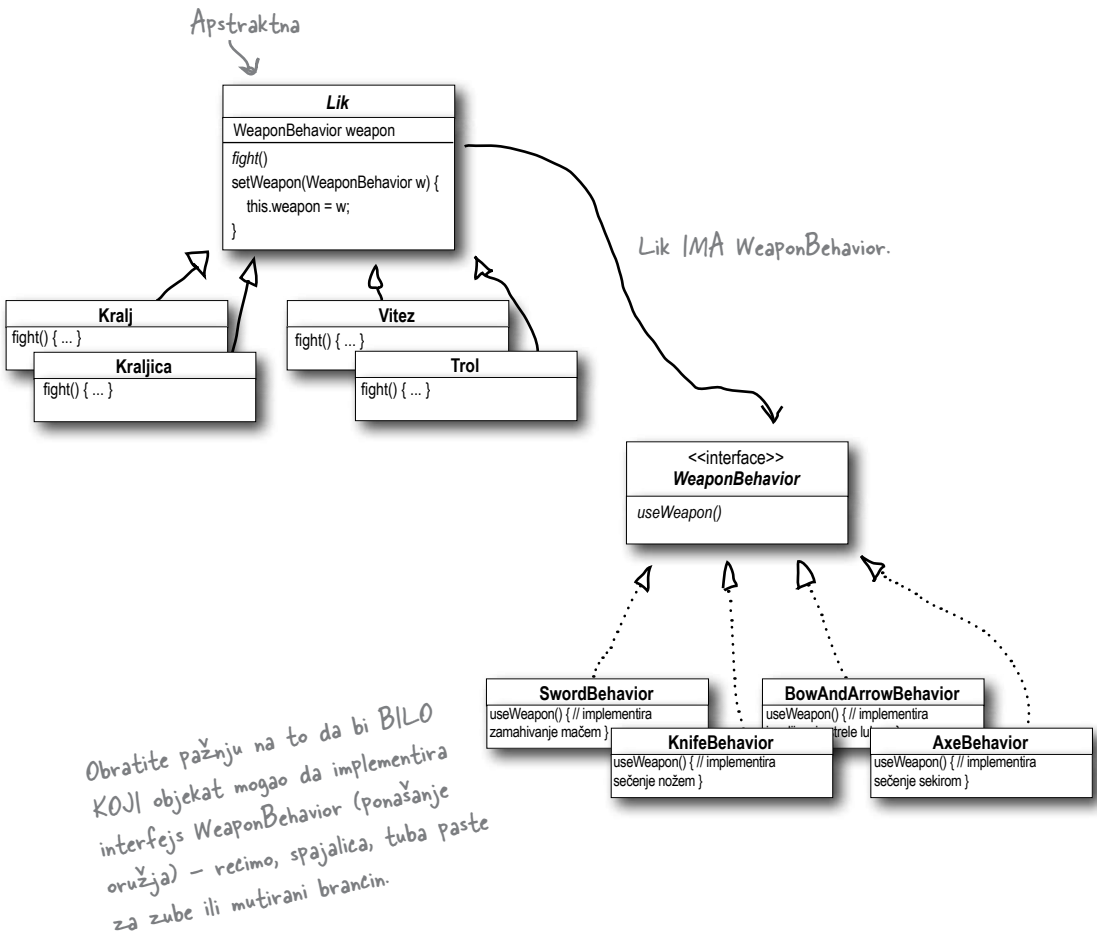 Apstraktna
Lik
WeaponBehavior weapon
fight()
setWeapon(WeaponBehavior w) {
this.weapon = w;
}
Lik IMA WeaponBehavior.
Kralj
fight() { ... }
Kraljica
fight() { ... }
Vitez
fight() { ... }
Trol
fight() { ... }
<<interface>>
WeaponBehavior
useWeapon()
SwordBehavior
useWeapon() { // implementira
zamahivanje mačem }
KnifeBehavior
useWeapon() { // implementira
sečenje nožem }
BowAndArrowBehavior
useWeapon() { // implementira
AxeBehavior
useWeapon() { // implementira
sečenje sekirom }
Obratite pažnju na to da bi BILO
KOJI objekat mogao da implementira
interfejs WeaponBehavior (ponašanje
oružja) – recimo, spajalica, tuba paste
za zube ili mutirani brancin.